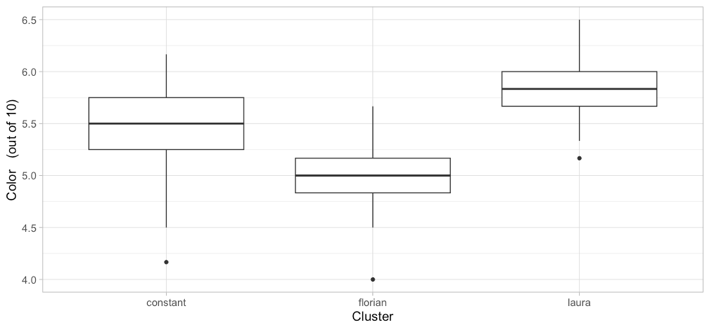 6.5
6.0
5.5
5.0
4.5
4.0
Color (out of 10)
constant
florian
laura
Cluster